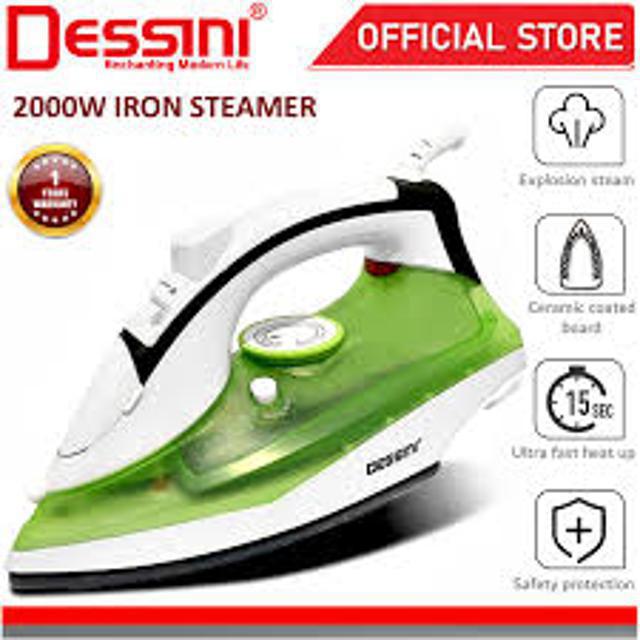 DESSINI®
Enchanting Modern Life
OFFICIAL STORE
2000W IRON STEAMER
1
YEARS
WARRANTY
Explosion steam
Ceramic coated
board
15 SEC
Ultra fast heat up
DESSINI
Safety protection